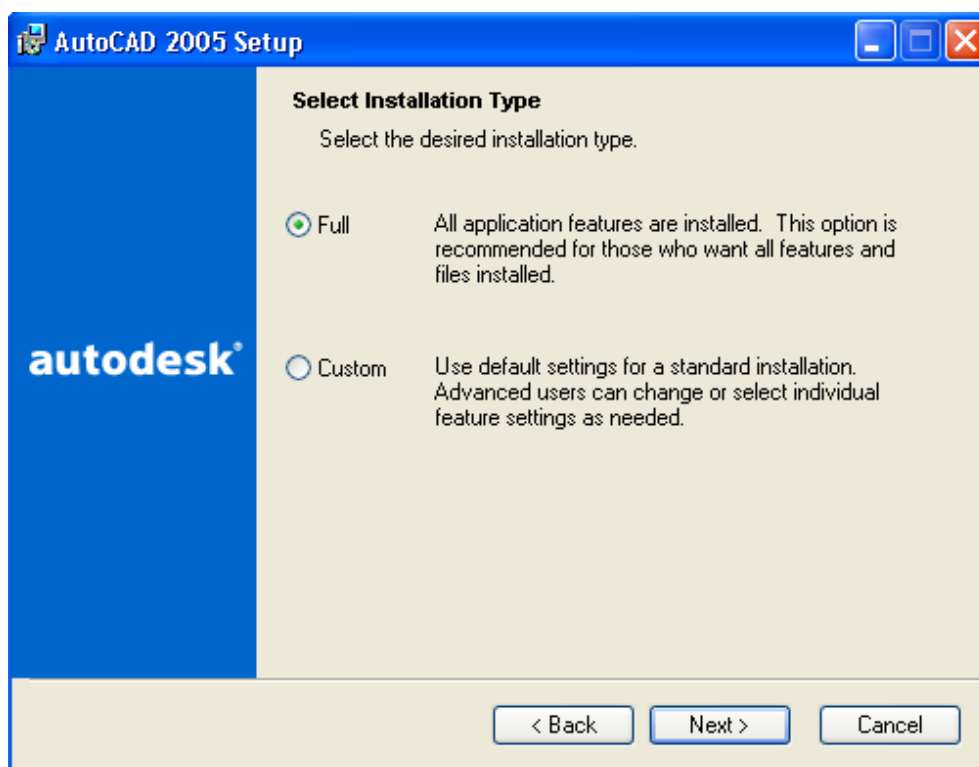 AutoCAD 2005 Setup
Select Installation Type
Select the desired installation type.
Full
All application features are installed. This option is
recommended for those who want all features and
files installed.
autodesk®
Custom
Use default settings for a standard installation.
Advanced users can change or select individual
feature settings as needed.
< Back
Next >
Cancel